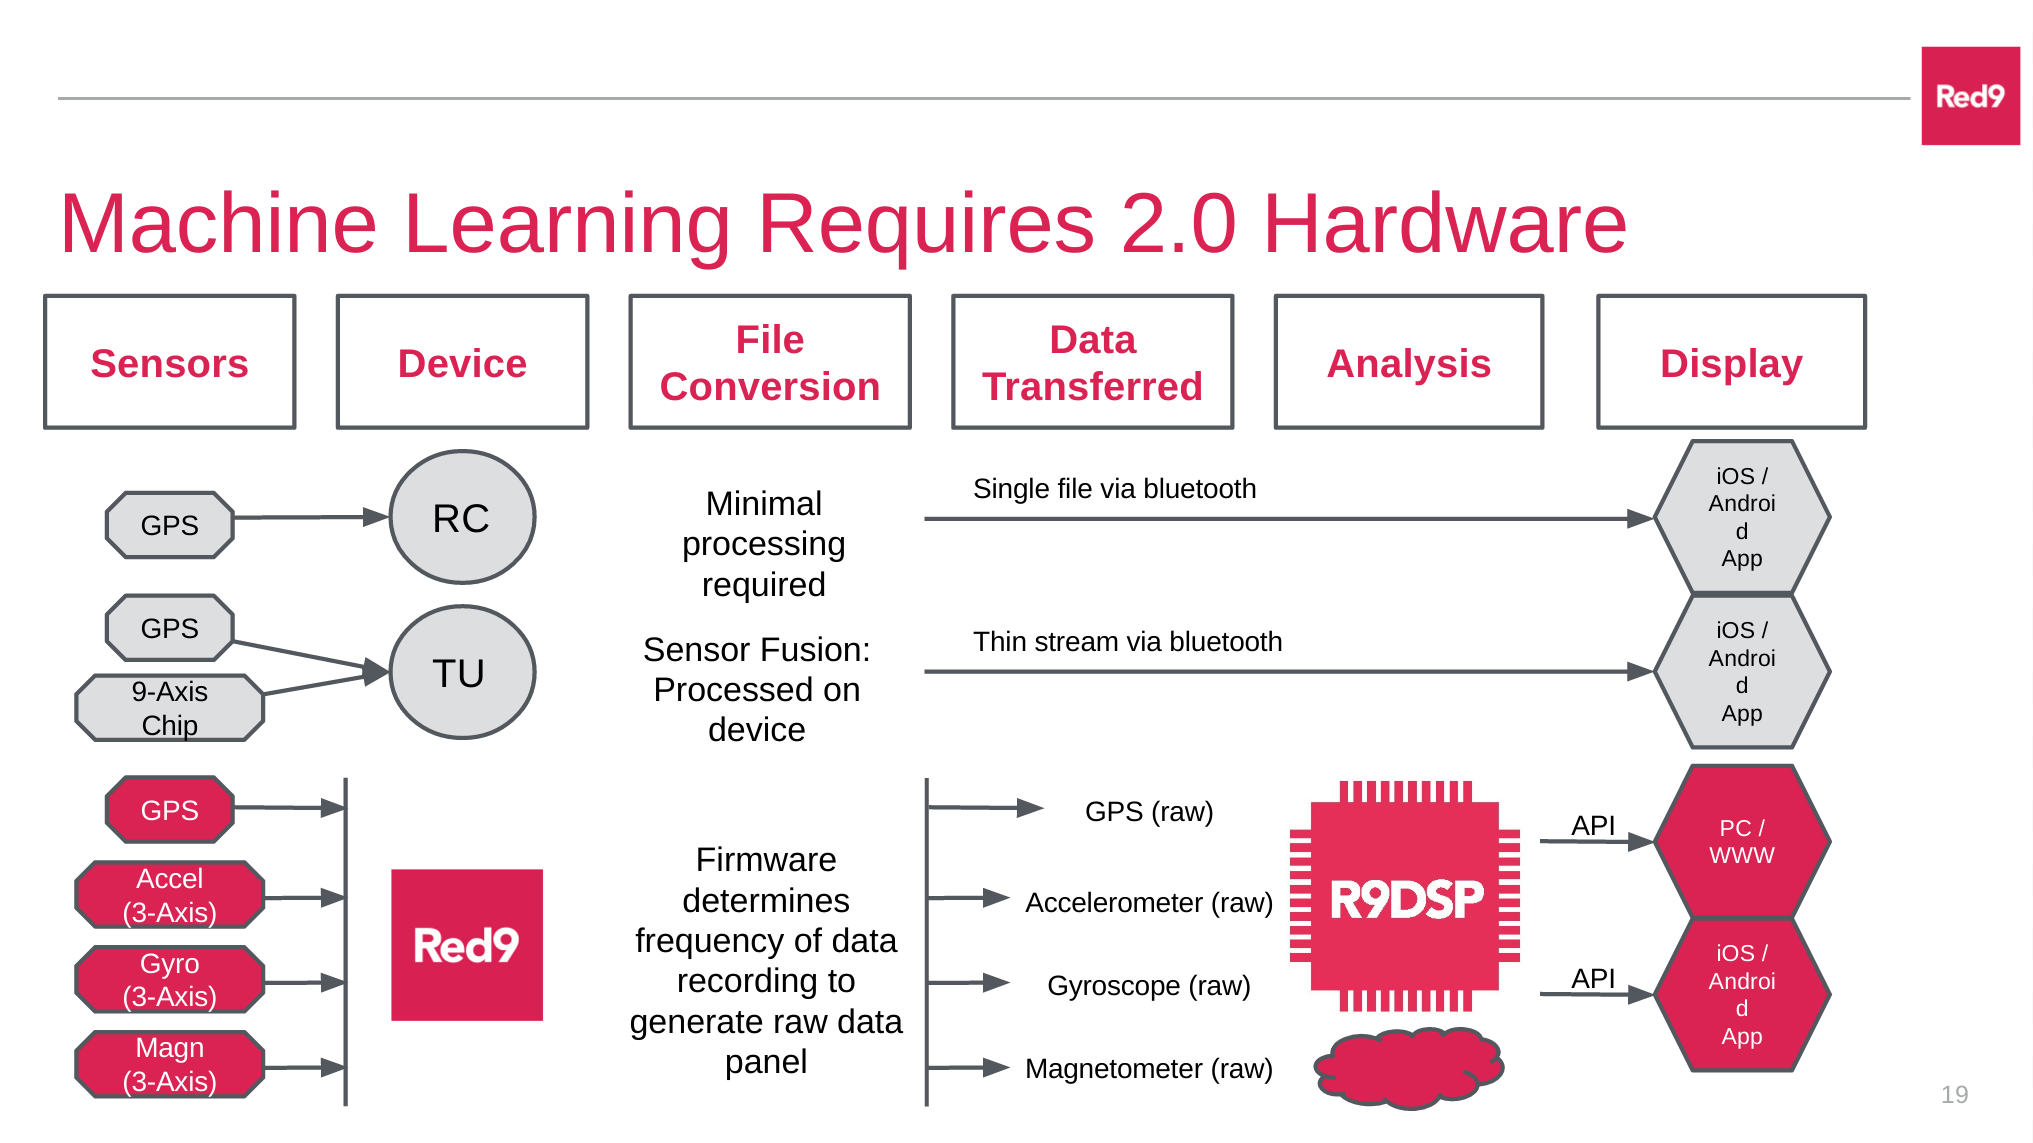 Red9
Machine Learning Requires 2.0 Hardware
Sensors
Device
File
Conversion
Data
Transferred
Analysis
Display
GPS
RC
Minimal
processing
required
Single file via bluetooth
iOS /
Androi
d
App
GPS
9-Axis
Chip
TU
Sensor Fusion:
Processed on
device
Thin stream via bluetooth
iOS /
Androi
d
App
GPS
Accel
(3-Axis)
Gyro
(3-Axis)
Magn
(3-Axis)
Red9
Firmware
determines
frequency of data
recording to
generate raw data
panel
GPS (raw)
Accelerometer (raw)
Gyroscope (raw)
Magnetometer (raw)
R9DSP
API
PC /
WWW
API
iOS /
Androi
d
App
19